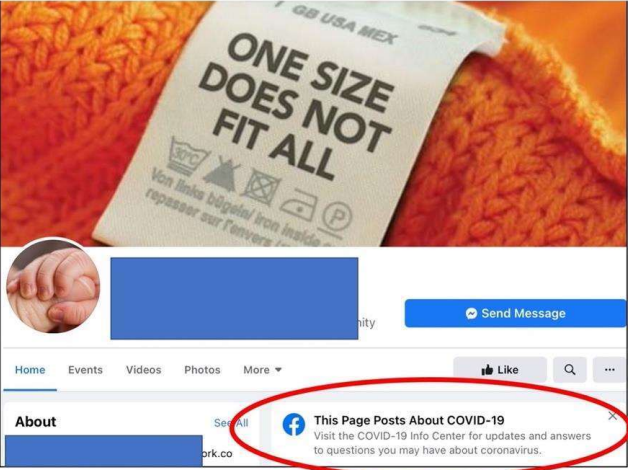 GB USA MEX
ONE SIZE
DOES NOT
FIT ALL
30°C
P
Von links bügeln/ iron inside
repasser sur l'envers
nity
Send Message
Home Events Videos Photos More
Like
About
See All
ork.co
This Page Posts About COVID-19
Visit the COVID-19 Info Center for updates and answers
to questions you may have about coronavirus.